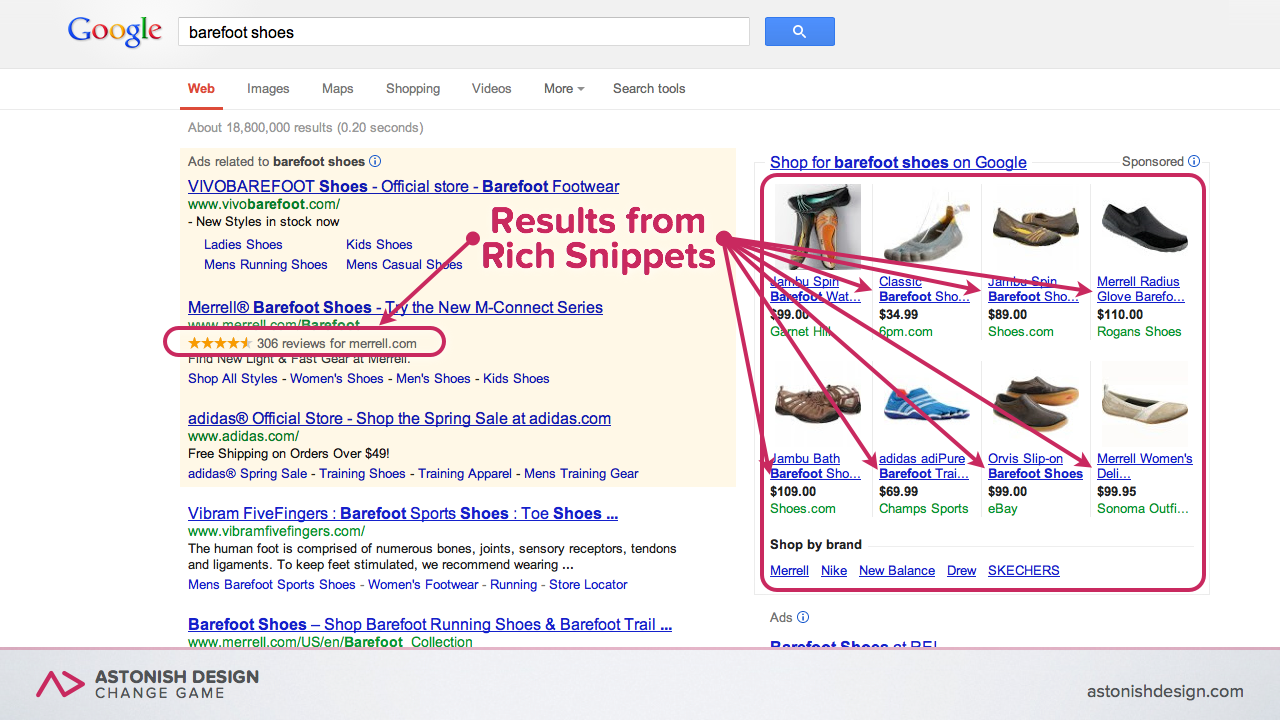 Google
barefoot shoes
Web Images Maps Shopping Videos More Search tools
About 18,800,000 results (0.20 seconds)
Ads related to barefoot shoes
VIVOBAREFOOT Shoes - Official store - Barefoot Footwear
www.vivobarefoot.com/
- New Styles in stock now
Ladies Shoes Kids Shoes
Mens Running Shoes Mens Casual Shoes
Results from
Rich Snippets
Merrell® Barefoot Shoes - Try the New M-Connect Series
www.merrell.com/Barefoot
306 reviews for merrell.com
Find New Light & Fast Gear at Merrell.
Shop All Styles - Women's Shoes - Men's Shoes - Kids Shoes
adidas® Official Store - Shop the Spring Sale at adidas.com
www.adidas.com/
Free Shipping on Orders Over $49!
adidas® Spring Sale - Training Shoes - Training Apparel - Mens Training Gear
Vibram FiveFingers : Barefoot Sports Shoes : Toe Shoes ...
www.vibramfivefingers.com/
The human foot is comprised of numerous bones, joints, sensory receptors, tendons
and ligaments. To keep feet stimulated, we recommend wearing ...
Mens Barefoot Sports Shoes - Women's Footwear - Running - Store Locator
Barefoot Shoes – Shop Barefoot Running Shoes & Barefoot Trail ...
www.merrell.com/US/en/Barefoot_Collection
Shop for barefoot shoes on Google Sponsored
Jambu Spin Classic Jambu Spin Merrell Radius
Barefoot Wat... Barefoot Sho... Barefoot Sho... Glove Barefo...
$99.00 $34.99 $89.00 $110.00
Garnet Hill 6pm.com Shoes.com Rogans Shoes
Jambu Bath adidas adiPure Orvis Slip-on Merrell Women's
Barefoot Sho... Barefoot Trai... Barefoot Shoes Deli...
$109.00 $69.99 $99.00 $99.95
Shoes.com Champs Sports eBay Sonoma Outfi...
Shop by brand
Merrell Nike New Balance Drew SKECHERS
Ads
Barefoot Shoes at REI
ASTONISH DESIGN
CHANGE GAME
astonishdesign.com